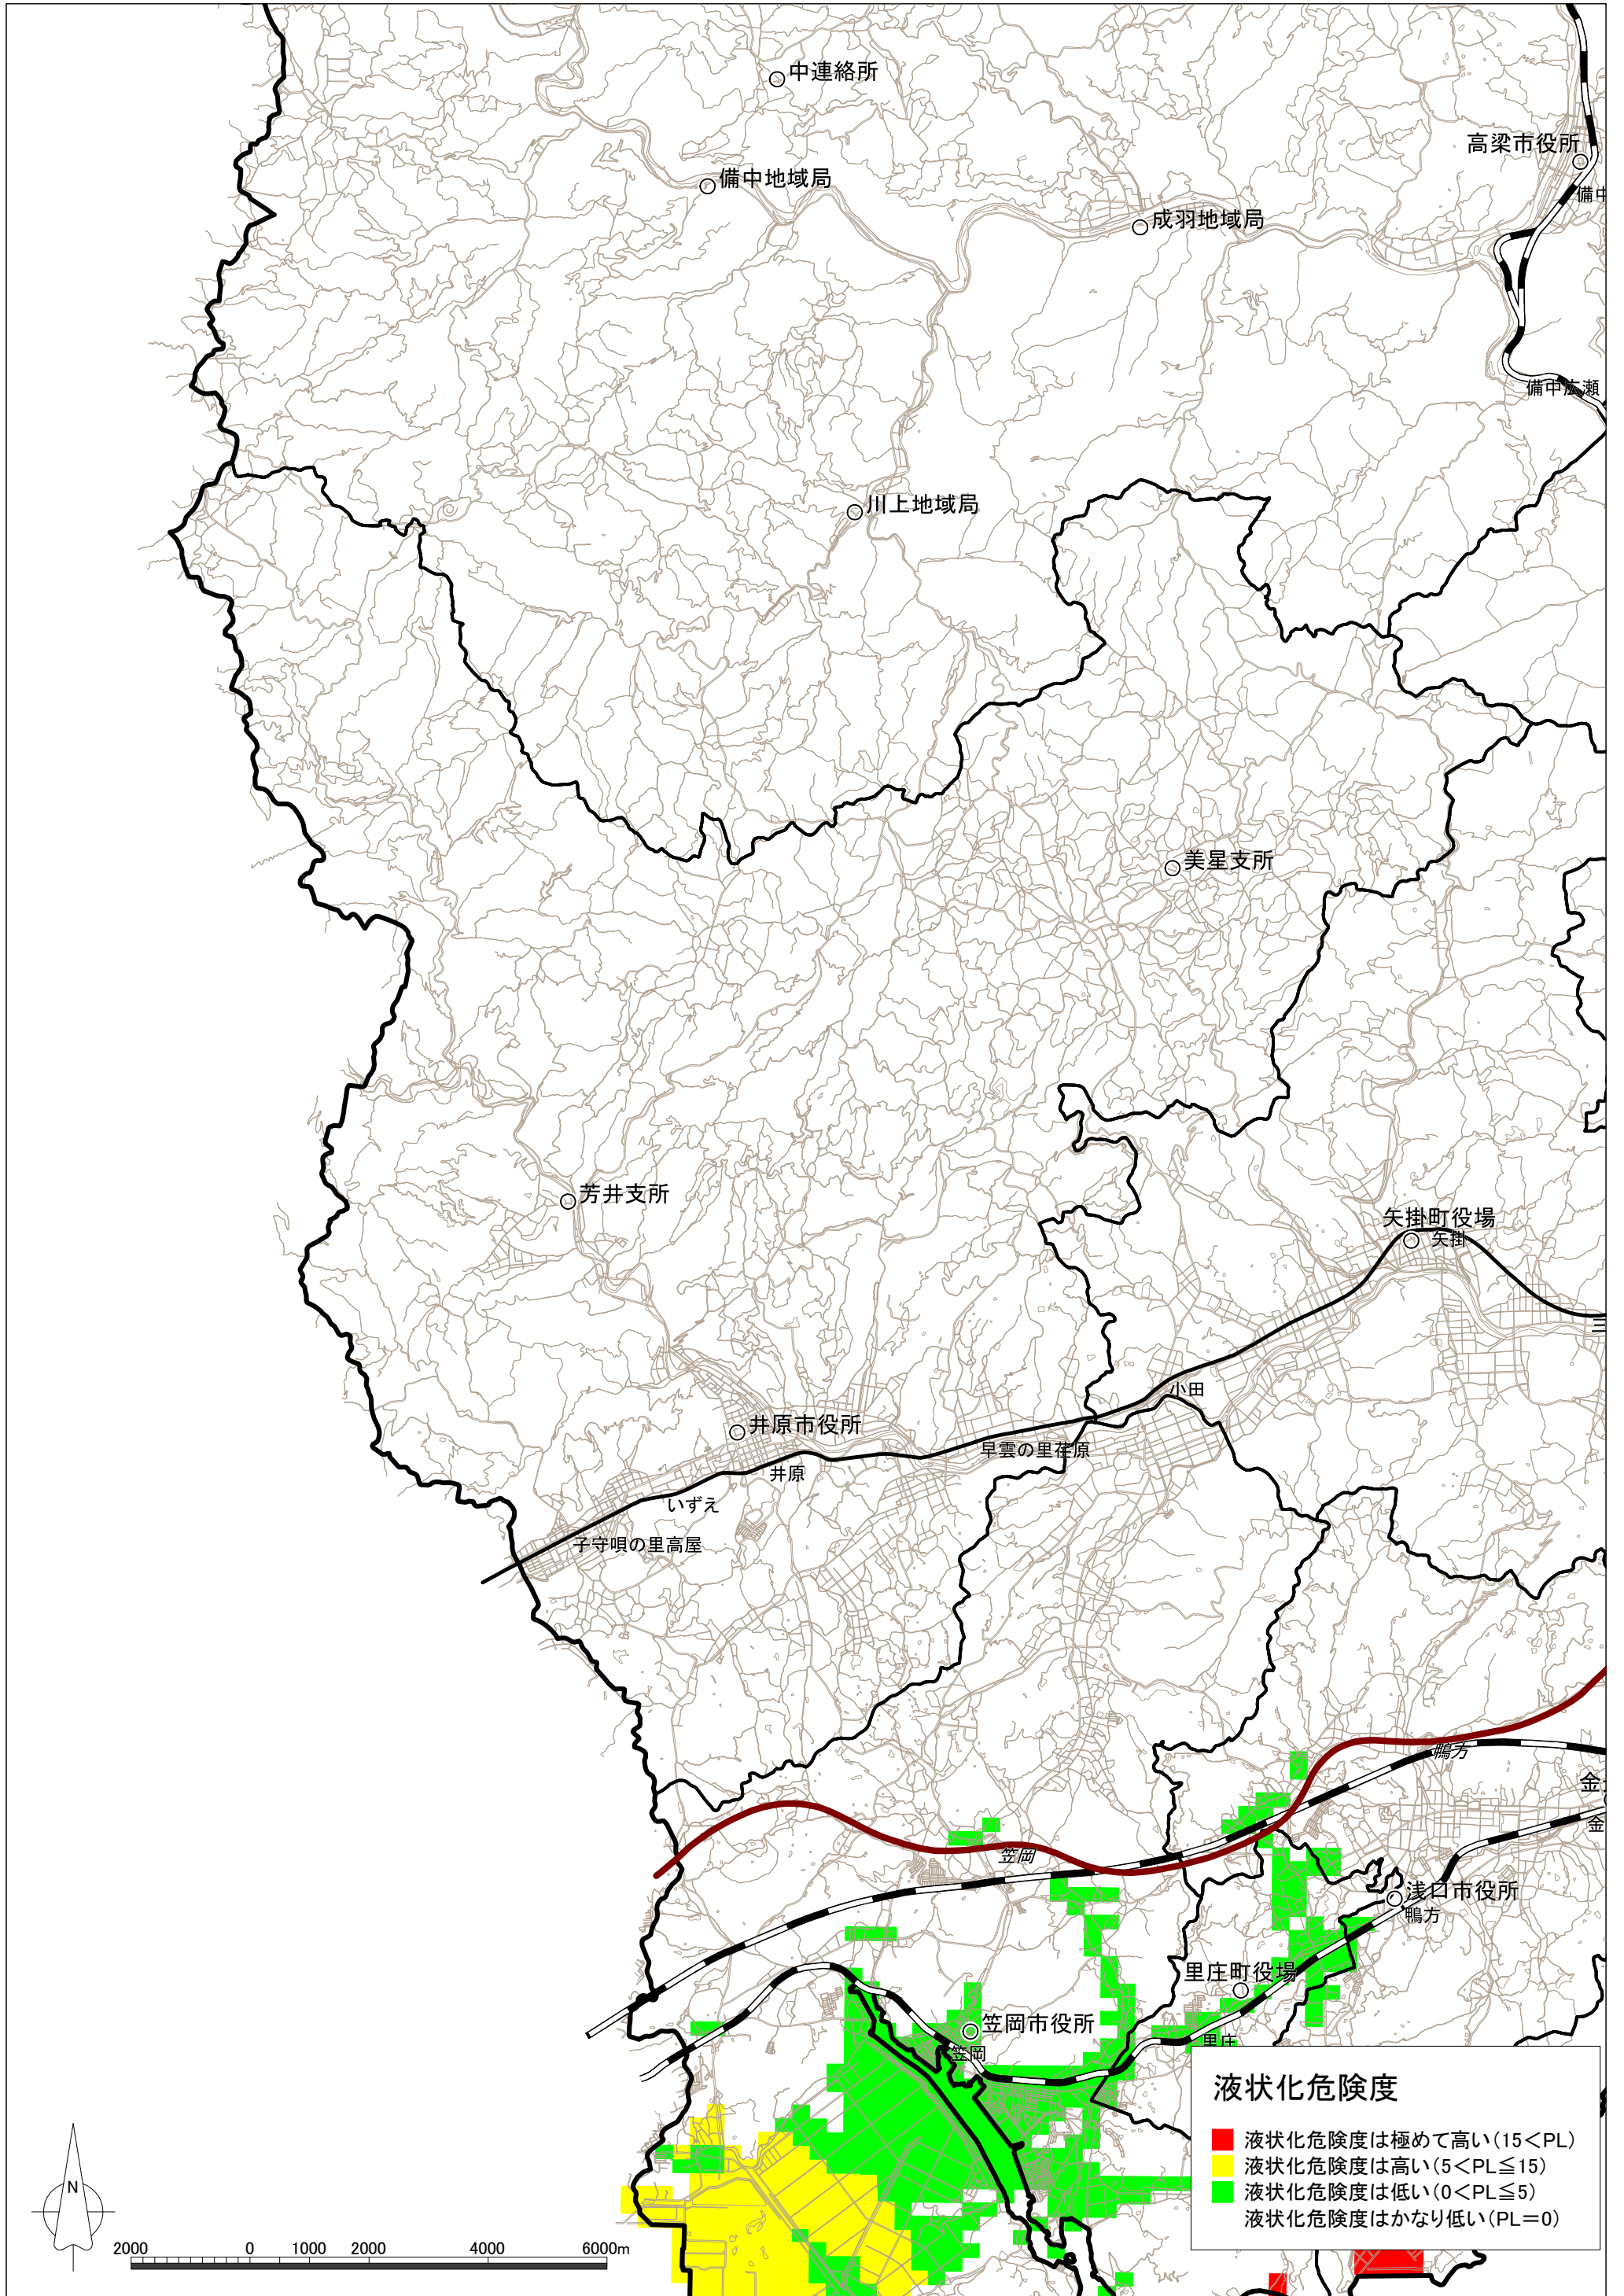 中連絡所
高梁市役所
備中地域局
備中
成羽地域局
備中広瀬
川上地域局
美星支所
芳井支所
矢掛町役場
矢掛
三
小田
井原市役所
早雲の里荏原
井原
いずえ
子守唄の里高屋
鴨方
金
笠岡
金
浅口市役所
鴨方
里庄町役場
笠岡市役所
里庄
笠岡
液状化危険度
液状化危険度は極めて高い(15<PL)
液状化危険度は高い(5<PL≦15)
液状化危険度は低い(0<PL≦5)
液状化危険度はかなり低い(PL=0)
N
2000 0 1000 2000 4000 6000m